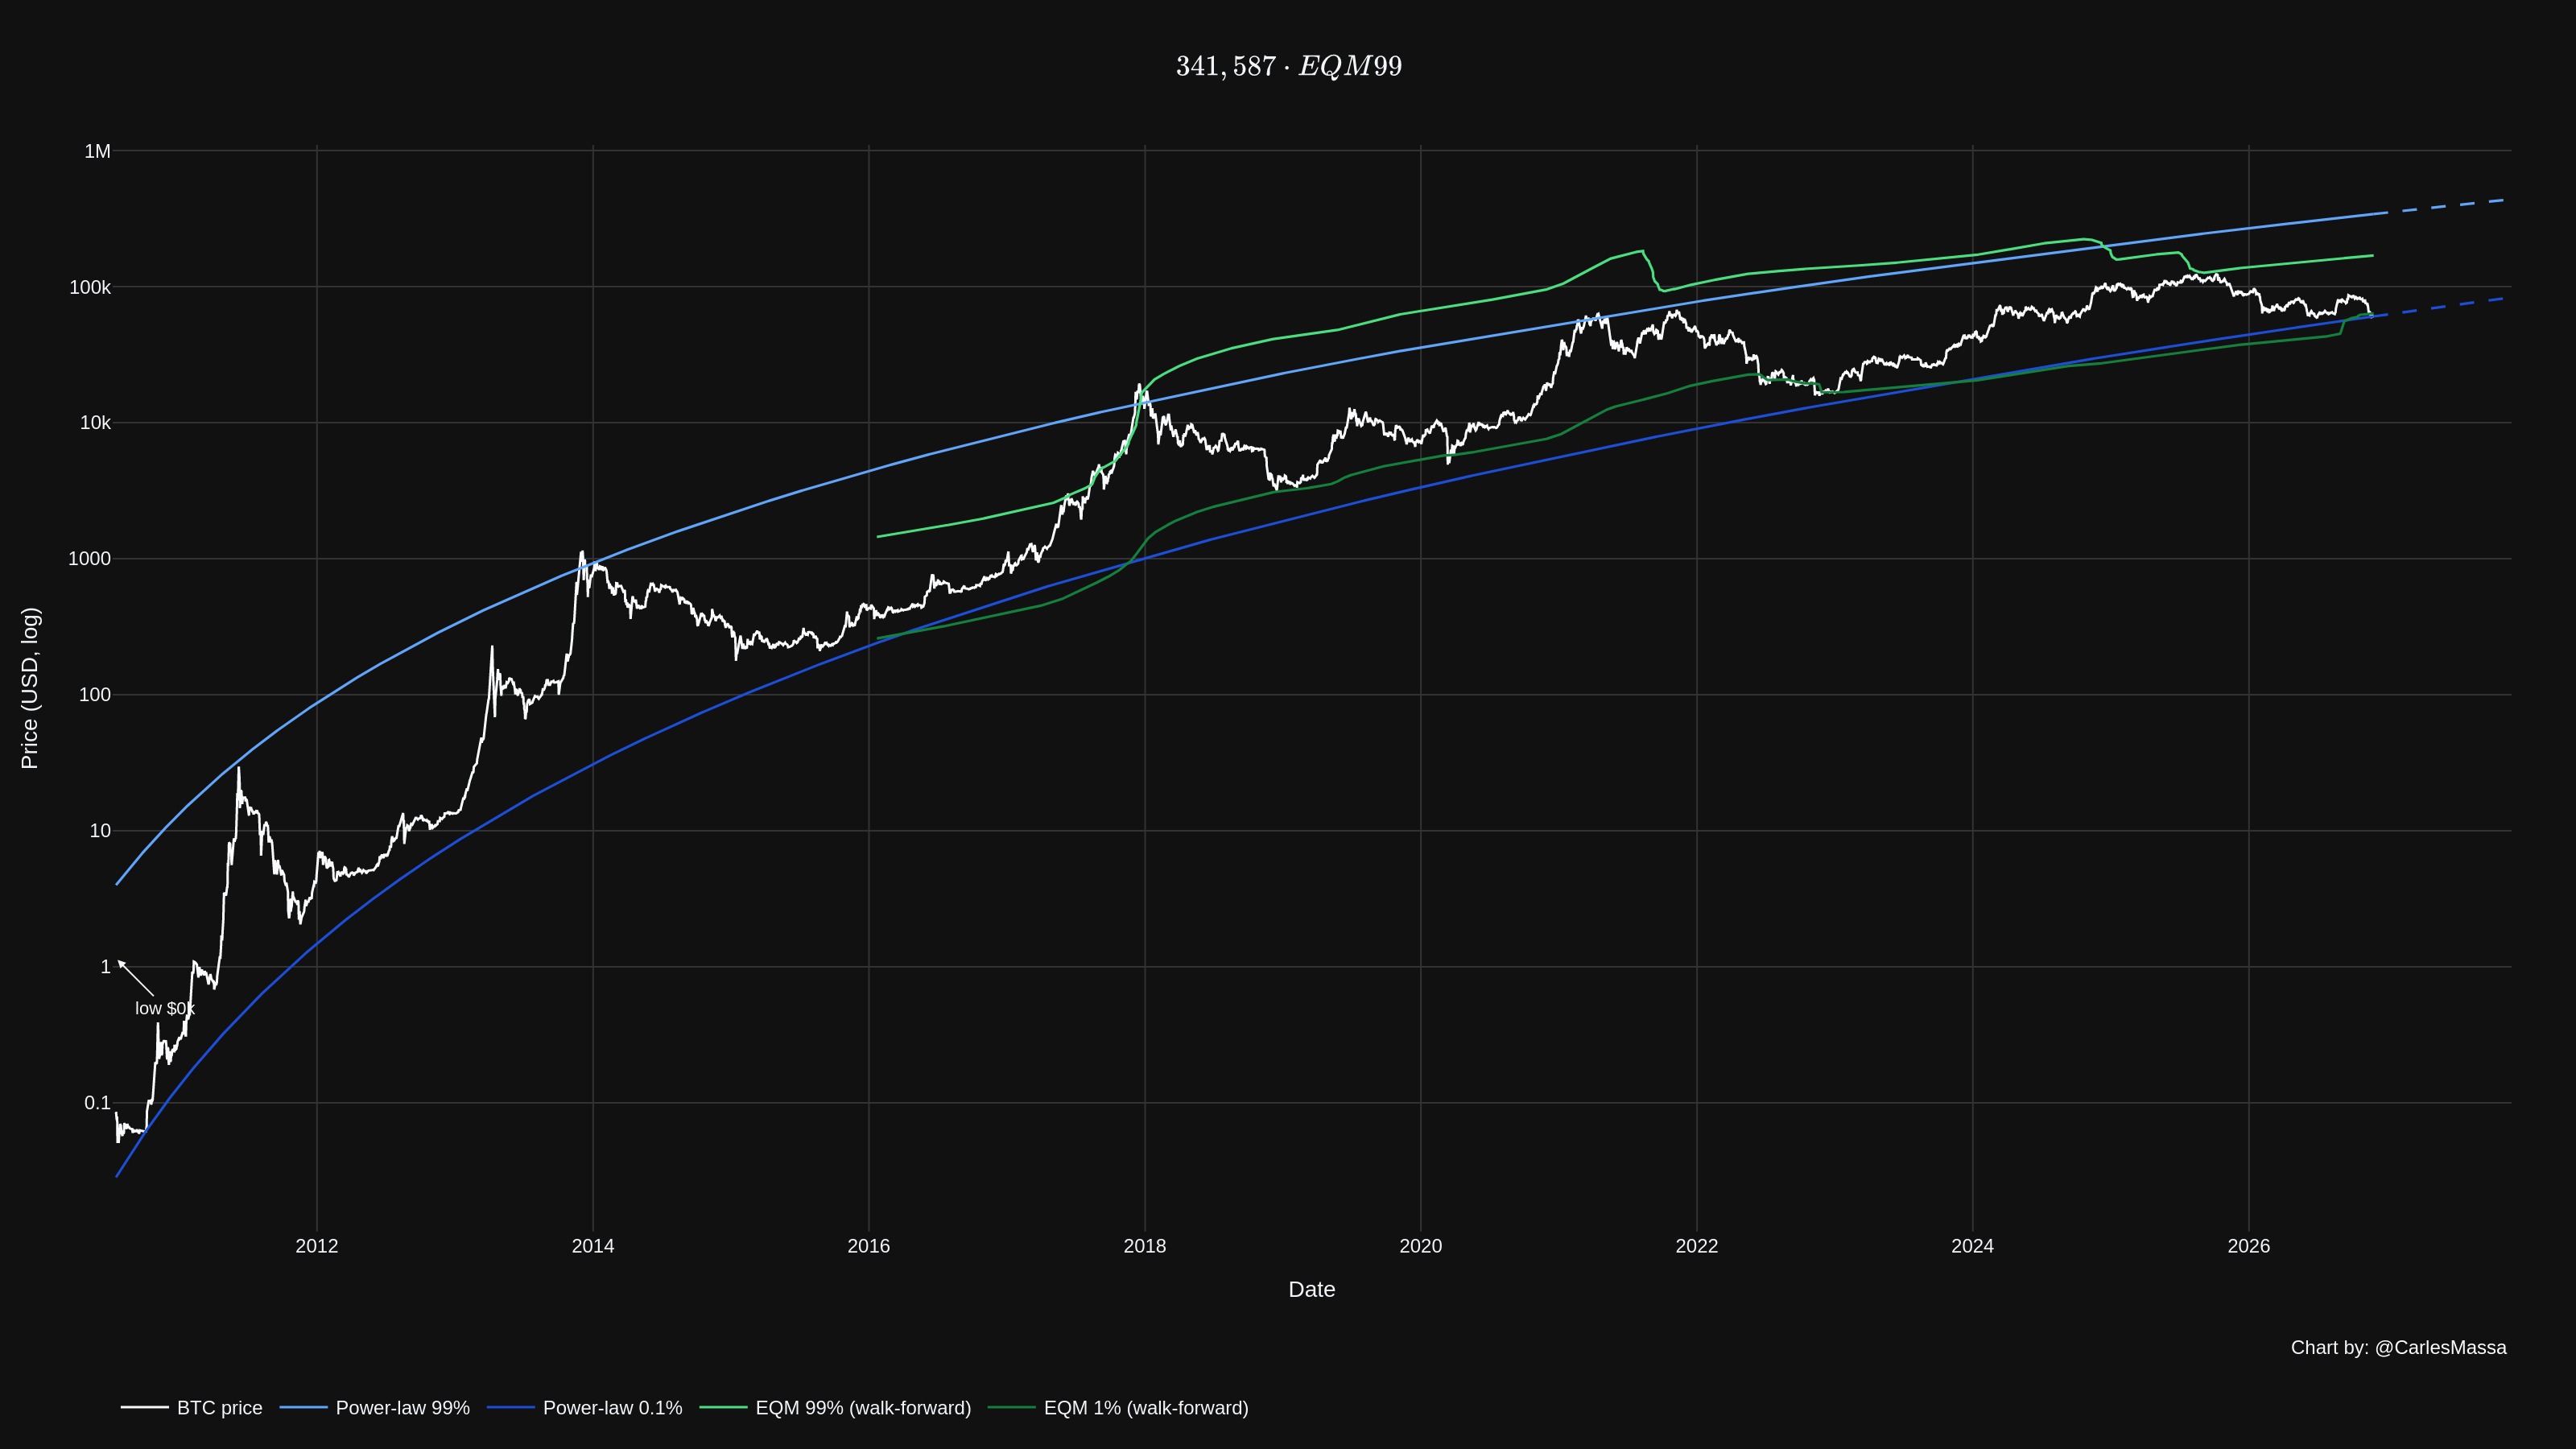 341,587 · EQM99
1M
100k
10k
1000
100
10
1
0.1
Price (USD, log)
low $0k
2012 2014 2016 2018 2020 2022 2024 2026
Date
Chart by: @CarlesMassa
BTC price Power-law 99% Power-law 0.1% EQM 99% (walk-forward) EQM 1% (walk-forward)